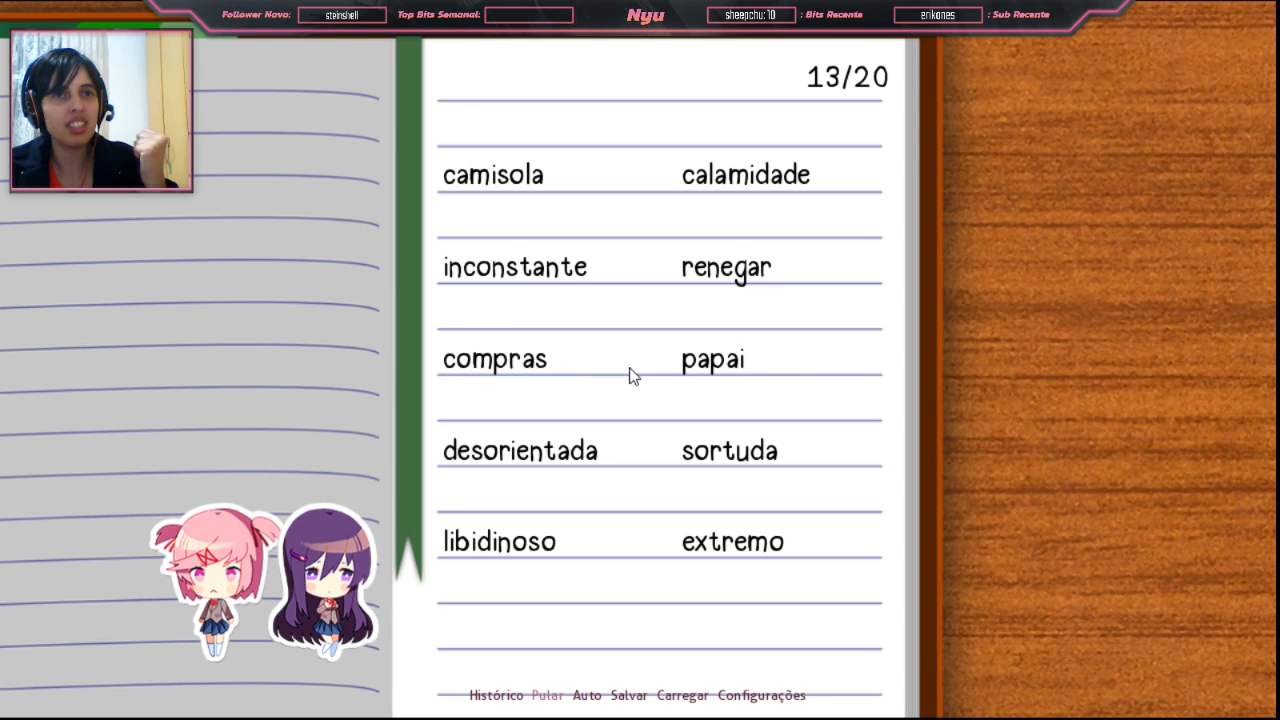 Follower Novo: steinshell Top Bits Semanal: Nyu sheepchu: 10 : Bits Recente erikones : Sub Recente
13/20
camisola calamidade
inconstante renegar
compras papai
desorientada sortuda
libidinoso extremo
Histórico Pular Auto Salvar Carregar Configurações